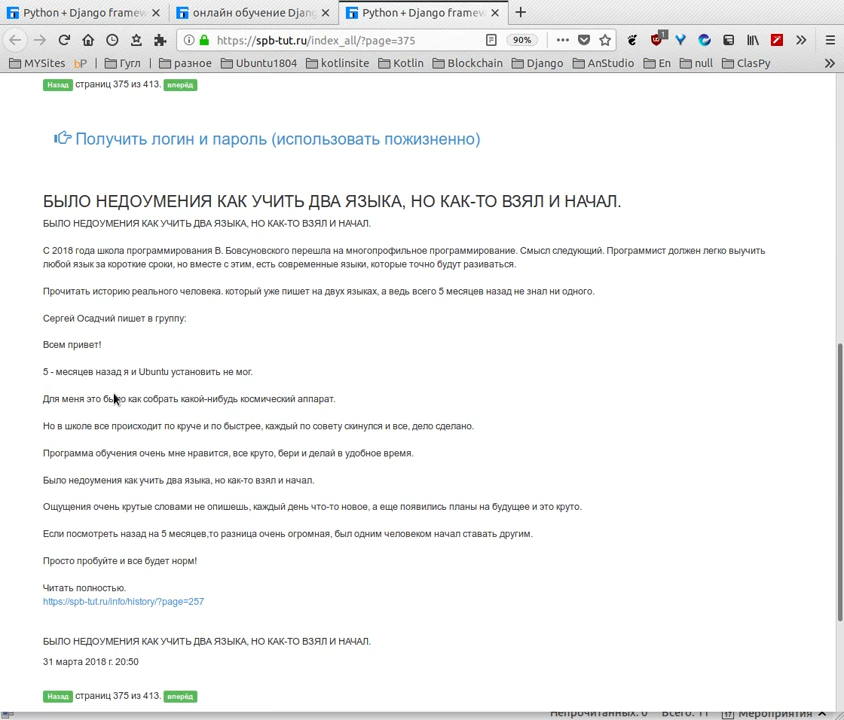 Python + Django framew
онлайн обучение Djan
Python + Django framew
https://spb-tut.ru/index_all/?page=375
90%
1
MYSites
bP
Гугл
разное
Ubuntu1804
kotlinsite
Kotlin
Blockchain
Django
AnStudio
En
null
ClasPy
Назад страниц 375 из 413. вперёд
Получить логин и пароль (использовать пожизненно)
БЫЛО НЕДОУМЕНИЯ КАК УЧИТЬ ДВА ЯЗЫКА, НО КАК-ТО ВЗЯЛ И НАЧАЛ.
БЫЛО НЕДОУМЕНИЯ КАК УЧИТЬ ДВА ЯЗЫКА, НО КАК-ТО ВЗЯЛ И НАЧАЛ.
С 2018 года школа программирования В. Бовсуновского перешла на многопрофильное программирование. Смысл следующий. Программист должен легко выучить
любой язык за короткие сроки, но вместе с этим, есть современные языки, которые точно будут разиваться.
Прочитать историю реального человека. который уже пишет на двух языках, а ведь всего 5 месяцев назад не знал ни одного.
Сергей Осадчий пишет в группу:
Всем привет!
5 - месяцев назад я и Ubuntu установить не мог.
Для меня это было как собрать какой-нибудь космический аппарат.
Но в школе все происходит по круче и по быстрее, каждый по совету скинулся и все, дело сделано.
Программа обучения очень мне нравится, все круто, бери и делай в удобное время.
Было недоумения как учить два языка, но как-то взял и начал.
Ощущения очень крутые словами не опишешь, каждый день что-то новое, а еще появились планы на будущее и это круто.
Если посмотреть назад на 5 месяцев,то разница очень огромная, был одним человеком начал ставать другим.
Просто пробуйте и все будет норм!
Читать полностью.
https://spb-tut.ru/info/history/?page=257
БЫЛО НЕДОУМЕНИЯ КАК УЧИТЬ ДВА ЯЗЫКА, НО КАК-ТО ВЗЯЛ И НАЧАЛ.
31 марта 2018 г. 20:50
Назад страниц 375 из 413. вперёд
Непрочитанных: 0 Всего: 11 17 Мероприятия